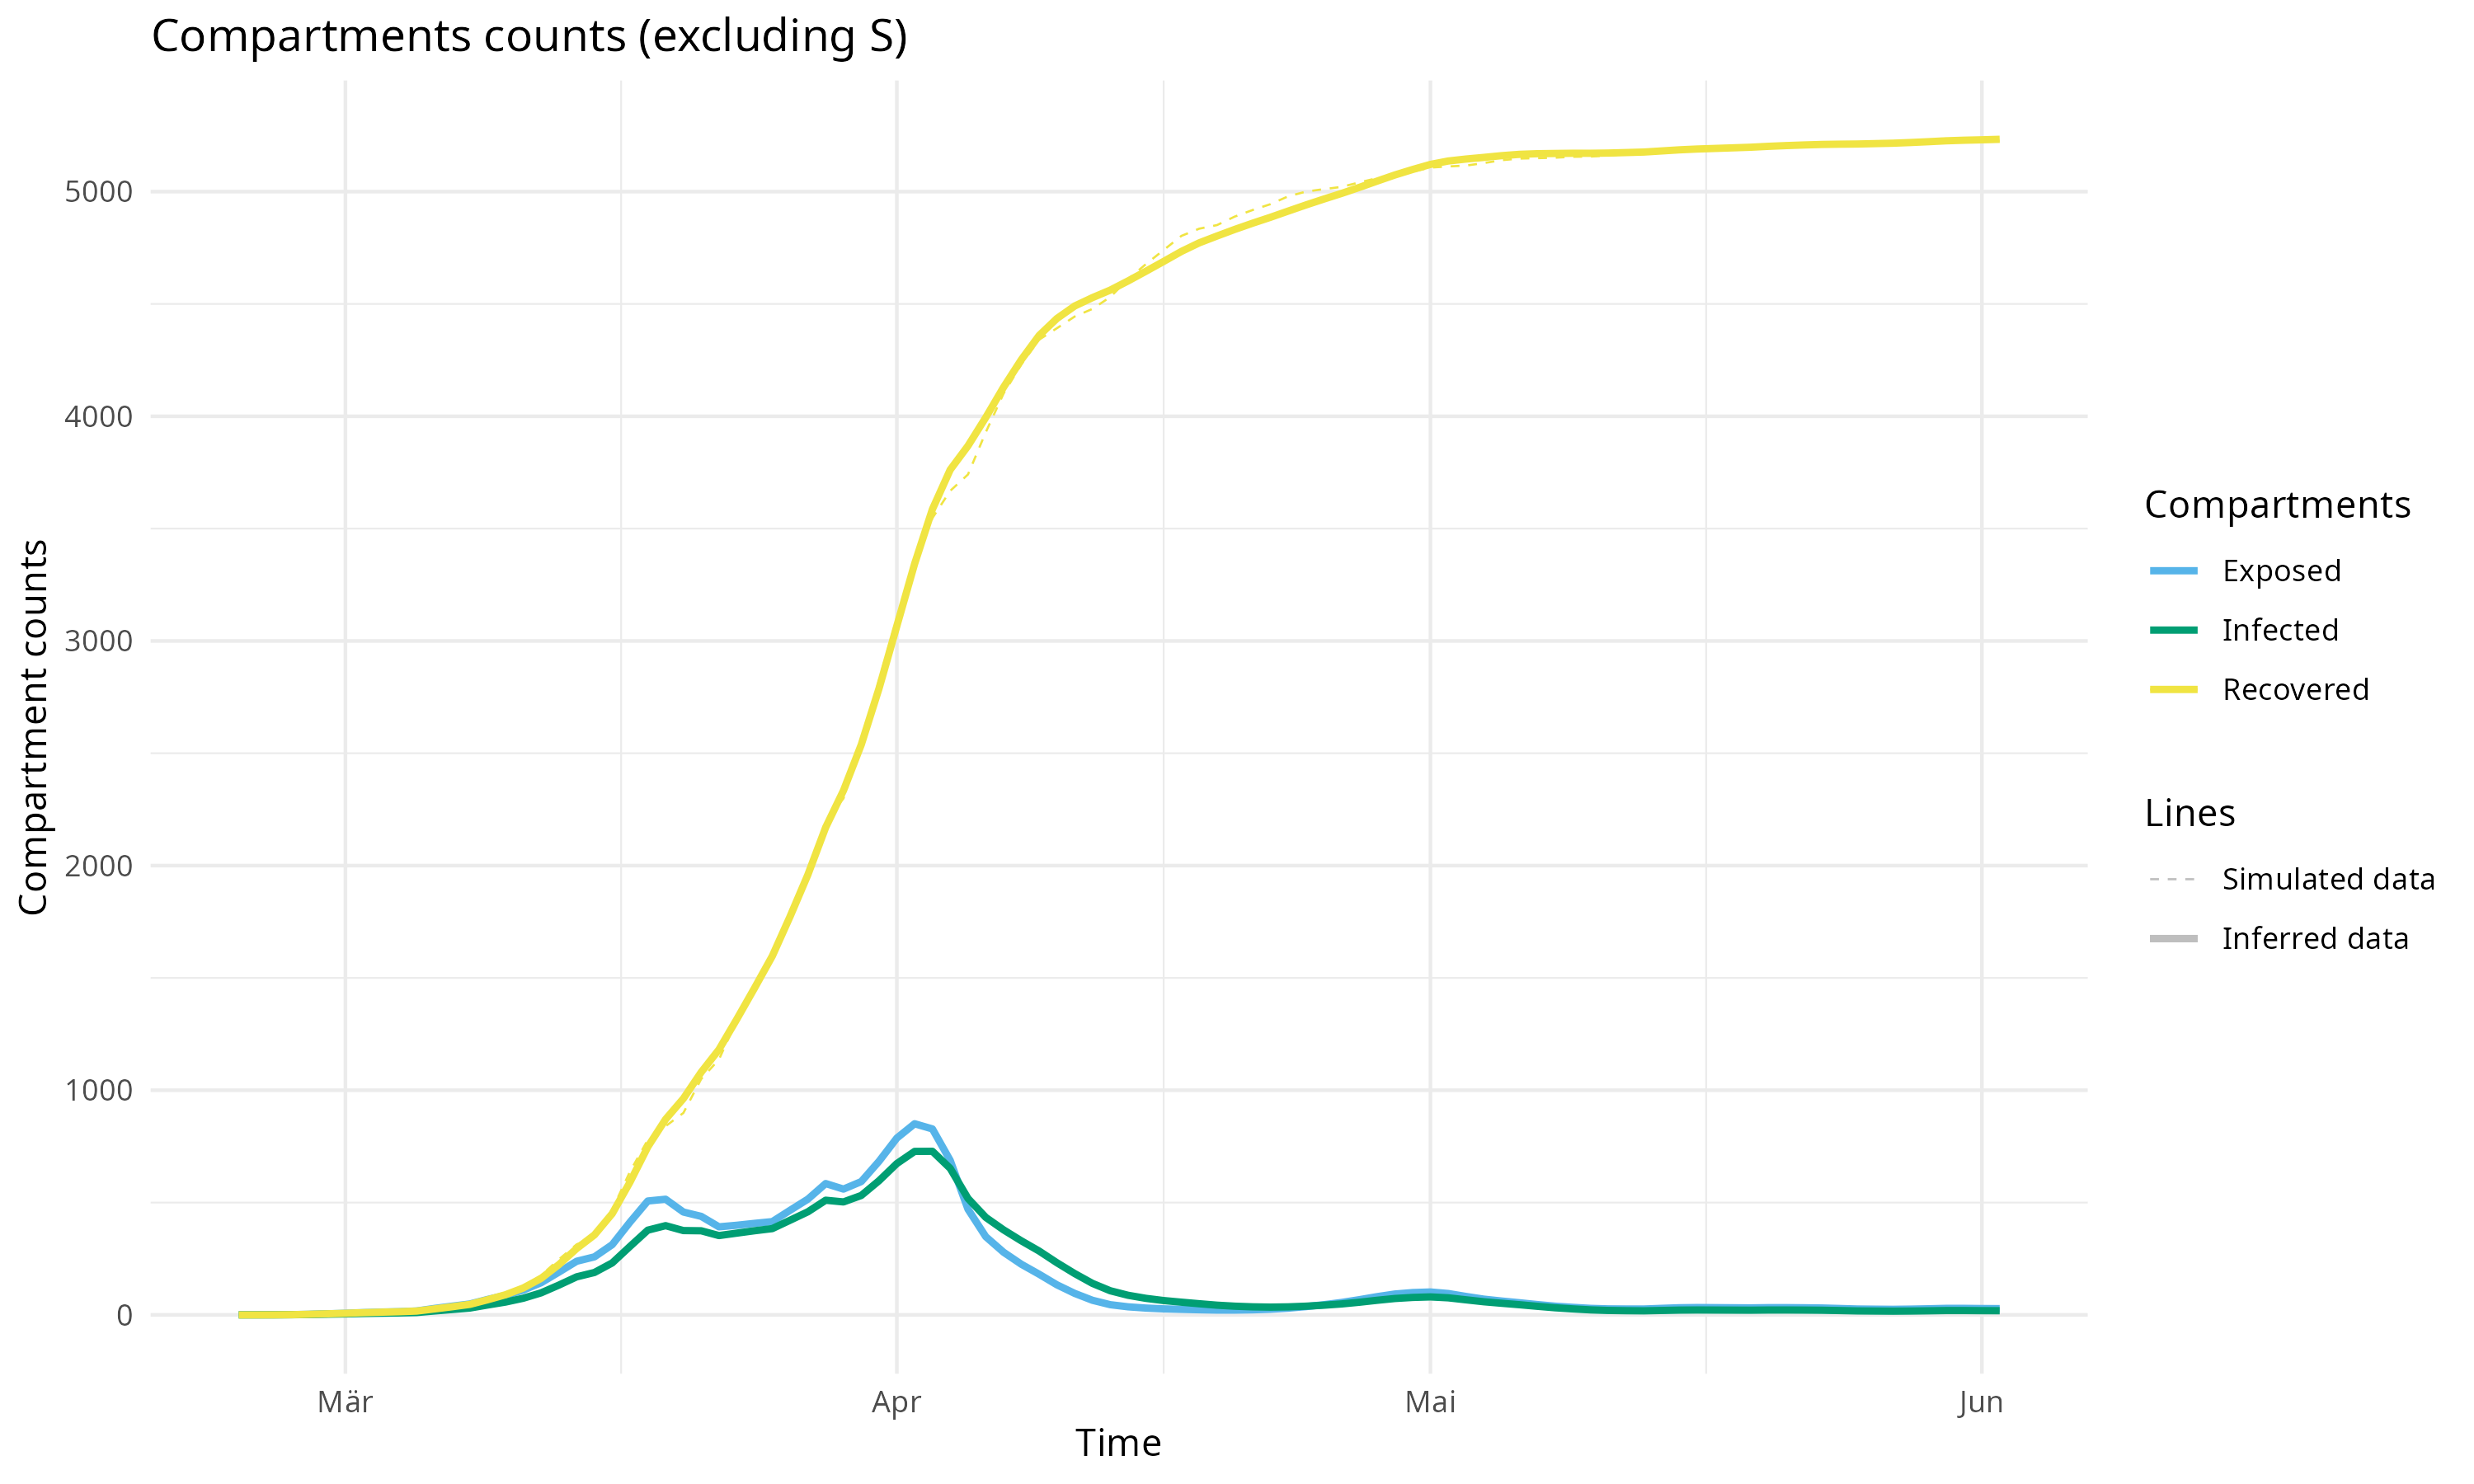 Compartments counts (excluding S)
Compartment counts
5000
4000
3000
2000
1000
0
Mär
Apr
Mai
Jun
Time
Compartments
Exposed
Infected
Recovered
Lines
Simulated data
Inferred data